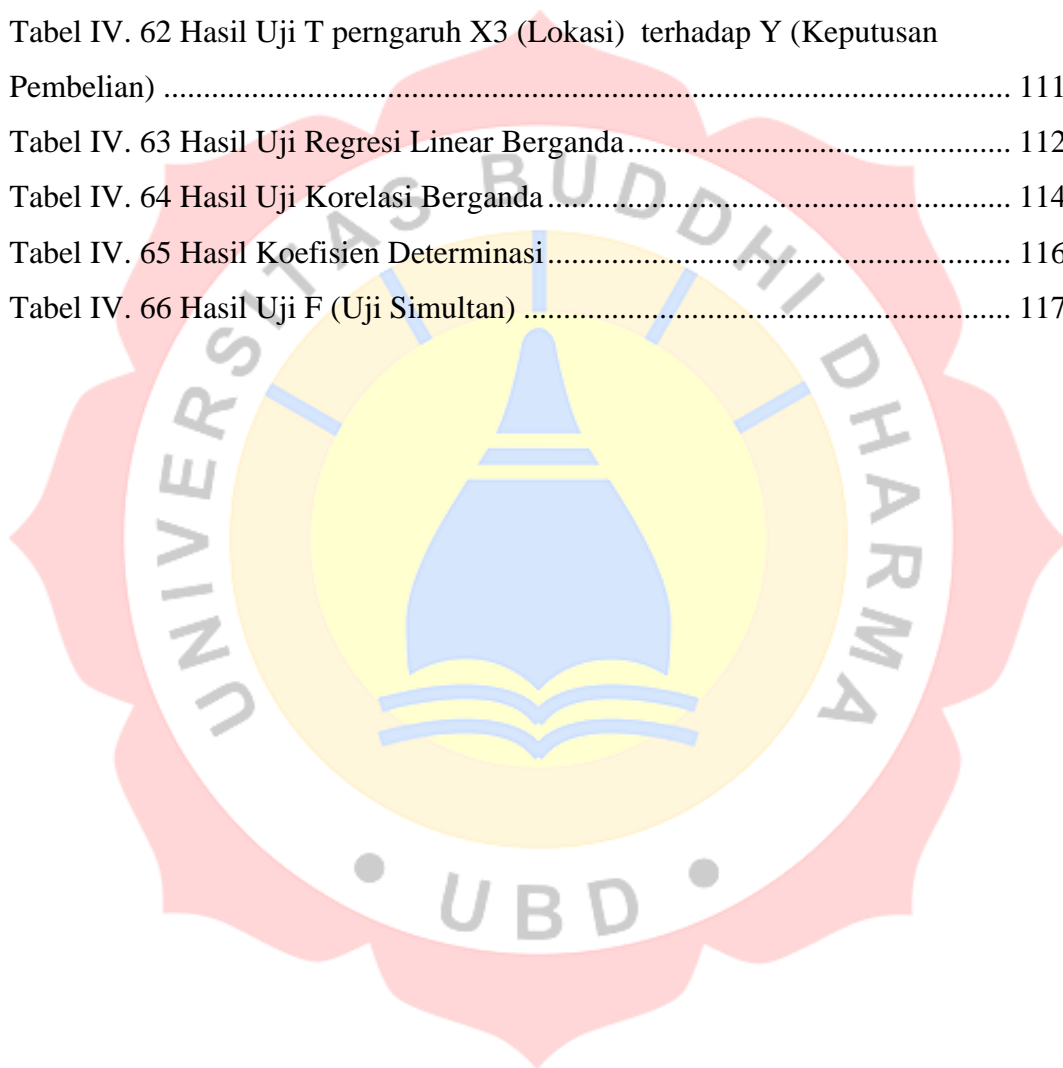 Tabel IV. 62 Hasil Uji T perngaruh X3 (Lokasi)  terhadap Y (Keputusan
Pembelian) ........................................................................................... 111
Tabel IV. 63 Hasil Uji Regresi Linear Berganda......................................... 112
Tabel IV. 64 Hasil Uji Korelasi Berganda.................................................. 114
Tabel IV. 65 Hasil Koefisien Determinasi.................................................. 116
Tabel IV. 66 Hasil Uji F (Uji Simultan) .................................................... 117
UNIVERSITAS BUDDHI DHARMA
• UBD •